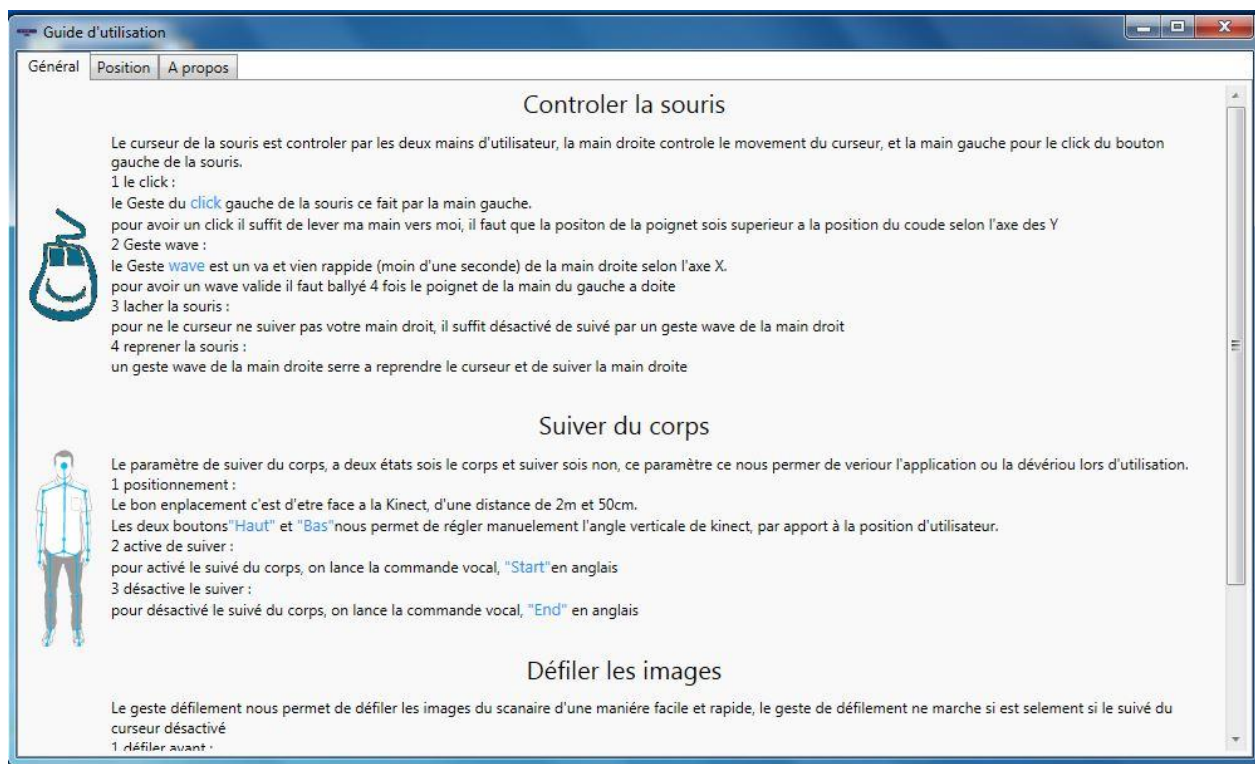 Guide d'utilisation
Général Position A propos
Controler la souris
Le curseur de la souris est controler par les deux mains d'utilisateur, la main droite controle le movement du curseur, et la main gauche pour le click du bouton
gauche de la souris.
1 le click :
le Geste du click gauche de la souris ce fait par la main gauche.
pour avoir un click il suffit de lever ma main vers moi, il faut que la positon de la poignet sois superieur a la position du coude selon l'axe des Y
2 Geste wave :
le Geste wave est un va et vien rappide (moin d'une seconde) de la main droite selon l'axe X.
pour avoir un wave valide il faut ballyé 4 fois le poignet de la main du gauche a doite
3 lacher la souris :
pour ne le curseur ne suiver pas votre main droit, il suffit désactivé de suivé par un geste wave de la main droit
4 reprener la souris :
un geste wave de la main droite serre a reprendre le curseur et de suiver la main droite
Suiver du corps
Le paramètre de suiver du corps, a deux états sois le corps et suiver sois non, ce paramètre ce nous permer de veriour l'application ou la dévériou lors d'utilisation.
1 positionnement :
Le bon enplacement c'est d'etre face a la Kinect, d'une distance de 2m et 50cm.
Les deux boutons"Haut" et "Bas"nous permet de régler manuelement l'angle verticale de kinect, par apport à la position d'utilisateur.
2 active de suiver :
pour activé le suivé du corps, on lance la commande vocal, "Start"en anglais
3 désactive le suiver :
pour désactivé le suivé du corps, on lance la commande vocal, "End" en anglais
Défiler les images
Le geste défilement nous permet de défiler les images du scanaire d'une maniére facile et rapide, le geste de défilement ne marche si est selement si le suivé du
curseur désactivé
1 défiler avant :